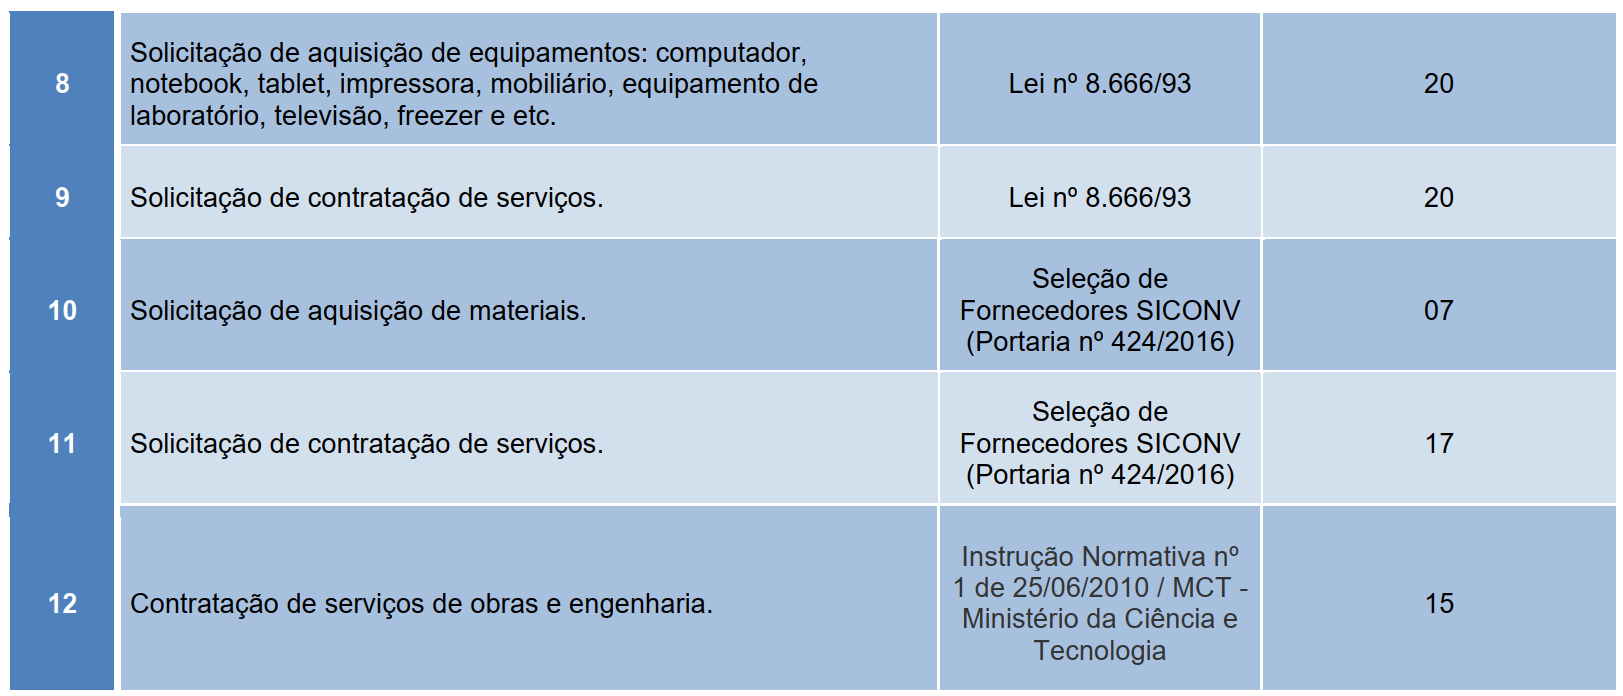 8
Solicitação de aquisição de equipamentos: computador,
notebook, tablet, impressora, mobiliário, equipamento de
laboratório, televisão, freezer e etc.
Lei nº 8.666/93
20
9
Solicitação de contratação de serviços.
Lei nº 8.666/93
20
10
Solicitação de aquisição de materiais.
Seleção de
Fornecedores SICONV
(Portaria nº 424/2016)
07
11
Solicitação de contratação de serviços.
Seleção de
Fornecedores SICONV
(Portaria nº 424/2016)
17
12
Contratação de serviços de obras e engenharia.
Instrução Normativa nº
1 de 25/06/2010 / MCT -
Ministério da Ciência e
Tecnologia
15